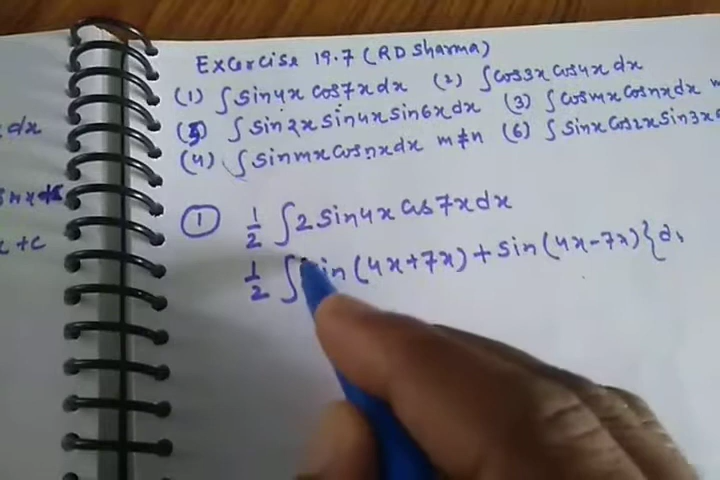 Excercise 19.7 (RD Sharma)
(1) ∫sin4x cos7x dx (2) ∫cos3x cos4x dx
(5) ∫sin2x sin4x sin6x dx (3) ∫cosmx cosnx dx m
(4) ∫sinmx cosnx dx m≠n (6) ∫sinx cos2x sin3x
dx
x+c
① 1/2 ∫2 sin4x cos7x dx
1/2 ∫ sin(4x+7x) + sin(4x-7x)} d